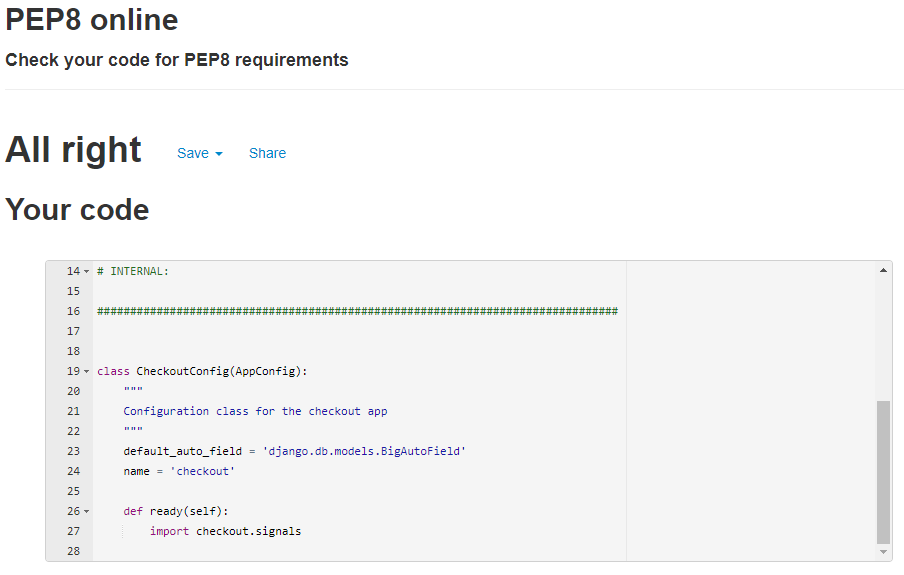 PEP8 online
Check your code for PEP8 requirements
All right Save Share
Your code
14 # INTERNAL:
15
16 ###############################################################################
17
18
19 class CheckoutConfig(AppConfig):
20 """
21 Configuration class for the checkout app
22 """
23 default_auto_field = 'django.db.models.BigAutoField'
24 name = 'checkout'
25
26 def ready(self):
27 import checkout.signals
28